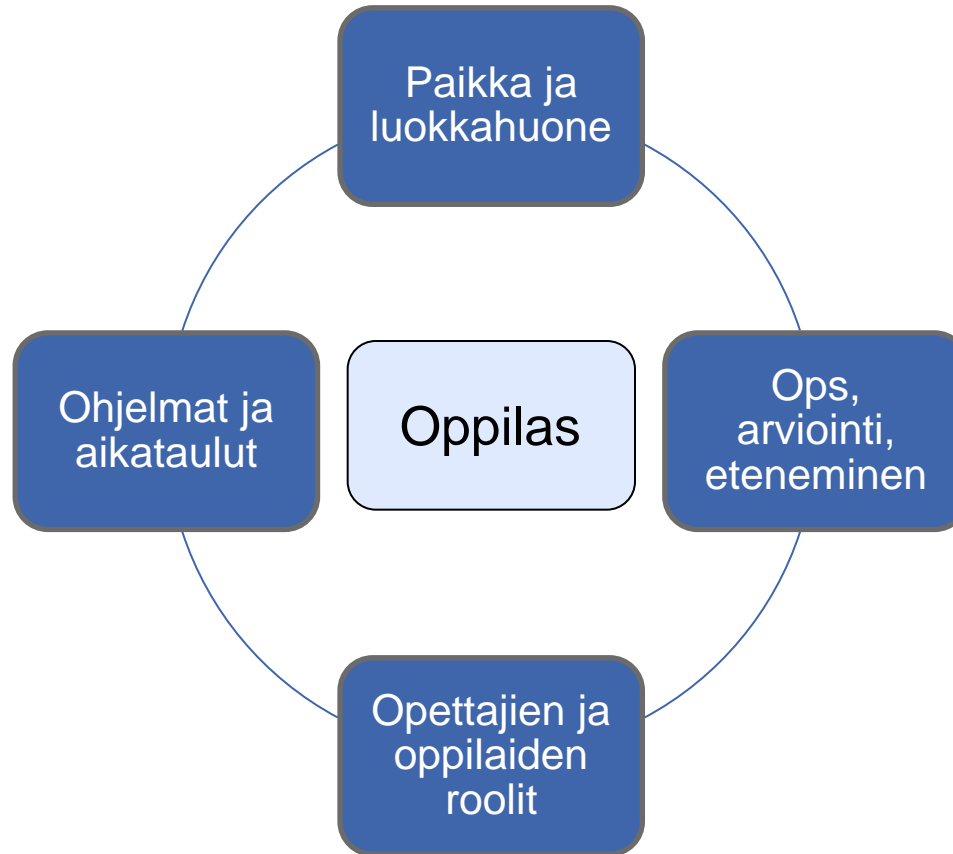 Paikka ja
luokkahuone
Ohjelmat ja
aikataulut
Oppilas
Ops,
arviointi,
eteneminen
Opettajien ja
oppilaiden
roolit